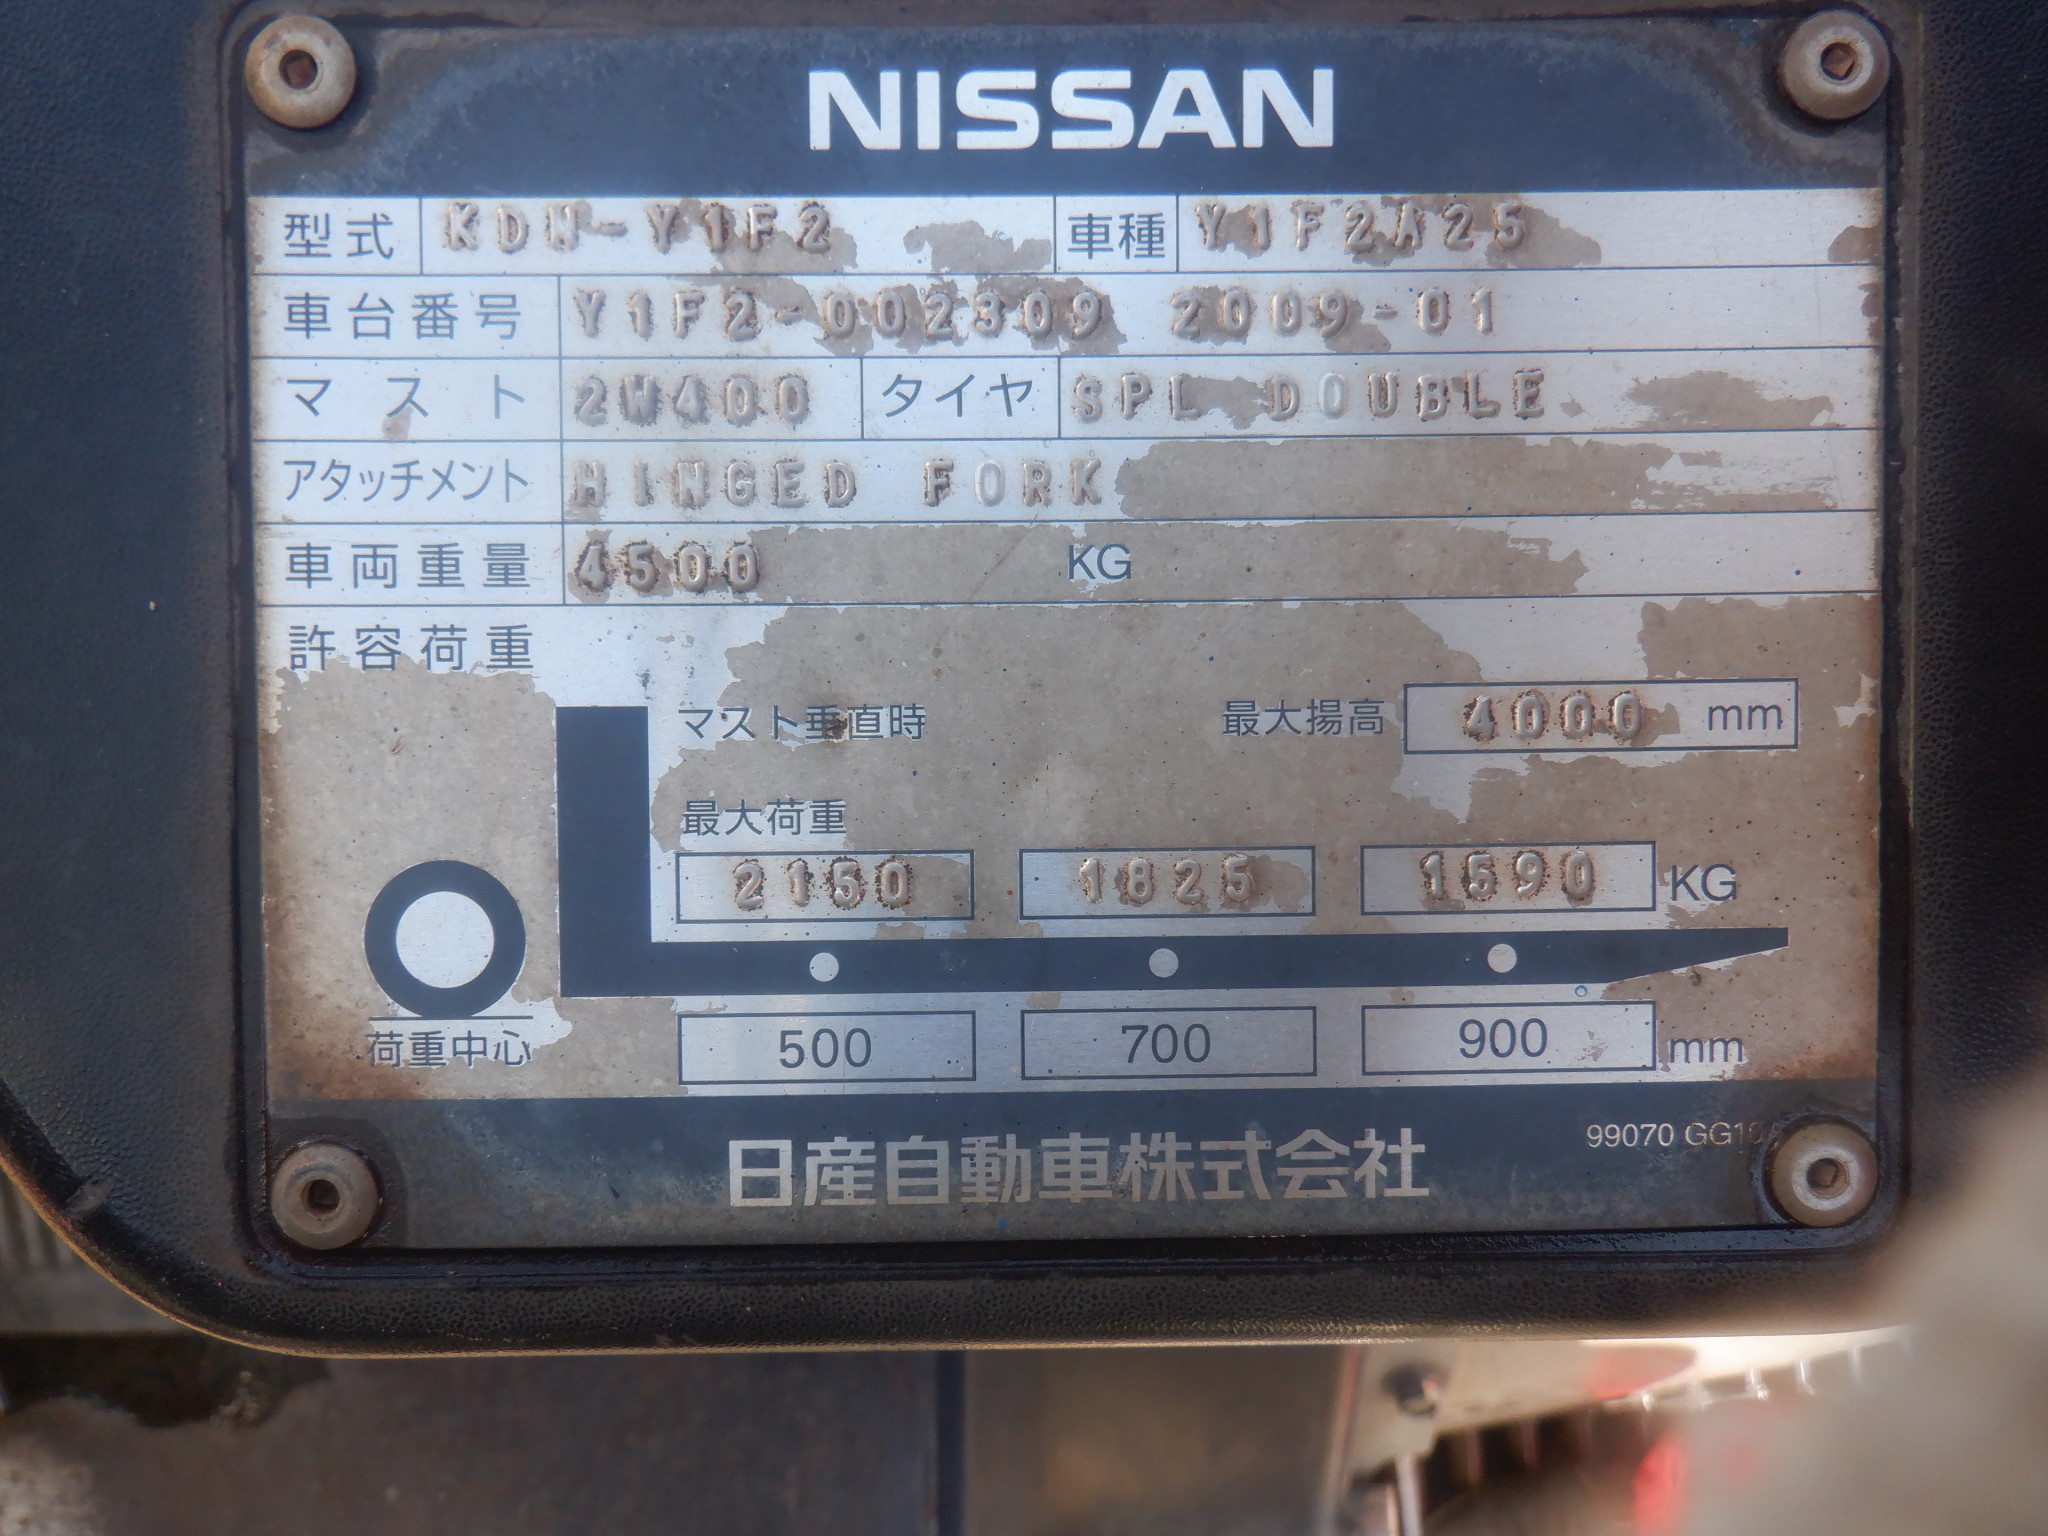 NISSAN
型式 KDN-Y1F2 車種 Y1F2A25
車台番号 Y1F2-002309 2009-01
マスト 2W400 タイヤ SPL DOUBLE
アタッチメント HINGED FORK
車両重量 4500 KG
許容荷重
マスト垂直時 最大揚高 4000 mm
最大荷重
2150 1825 1590 KG
荷重中心 500 700 900 mm
日産自動車株式会社 99070